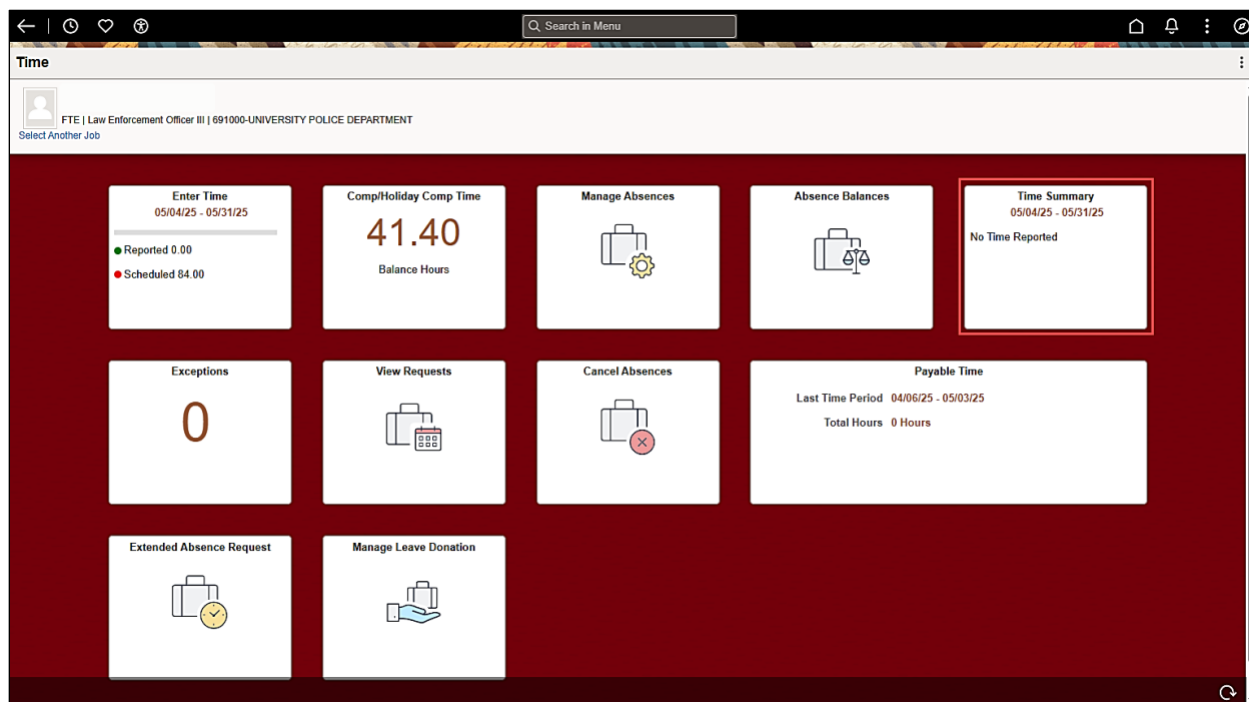 Search in Menu
Time
FTE | Law Enforcement Officer III | 691000-UNIVERSITY POLICE DEPARTMENT
Select Another Job
Enter Time
05/04/25 - 05/31/25
Reported 0.00
Scheduled 84.00
Comp/Holiday Comp Time
41.40
Balance Hours
Manage Absences
Absence Balances
Time Summary
05/04/25 - 05/31/25
No Time Reported
Exceptions
0
View Requests
Cancel Absences
Payable Time
Last Time Period 04/06/25 - 05/03/25
Total Hours 0 Hours
Extended Absence Request
Manage Leave Donation